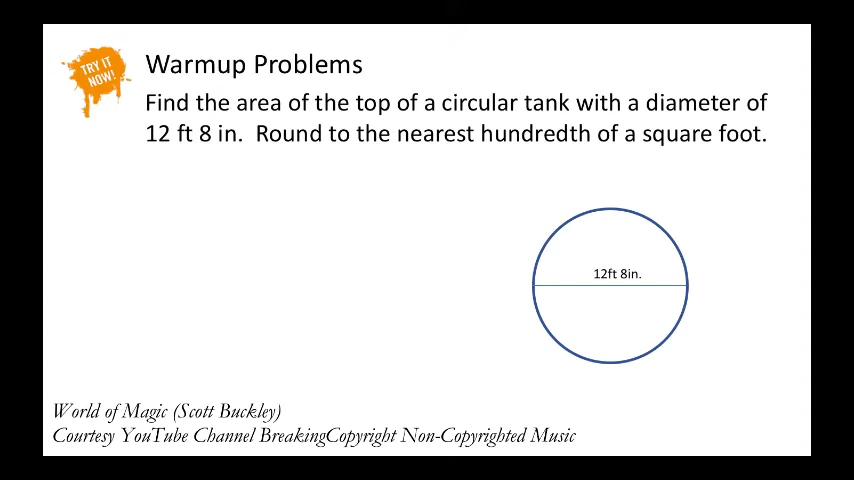 TRY IT
NOW!
Warmup Problems
Find the area of the top of a circular tank with a diameter of
12 ft 8 in.  Round to the nearest hundredth of a square foot.
12ft 8in.
World of Magic (Scott Buckley)
Courtesy YouTube Channel BreakingCopyright Non-Copyrighted Music